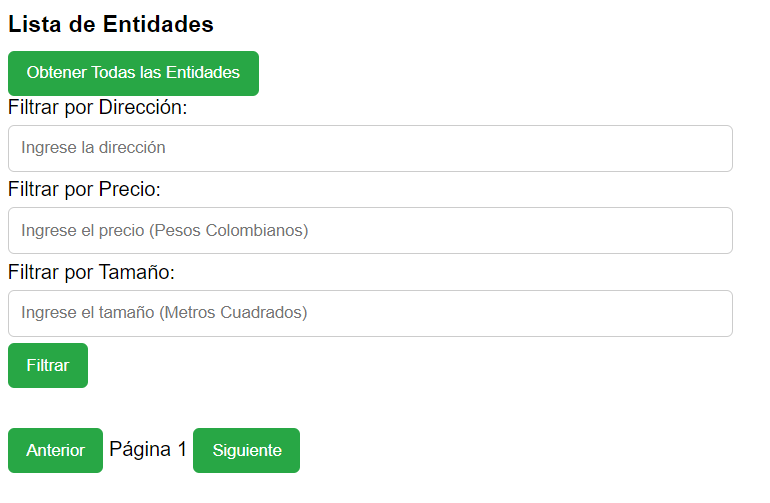 Lista de Entidades
Obtener Todas las Entidades
Filtrar por Dirección:
Ingrese la dirección
Filtrar por Precio:
Ingrese el precio (Pesos Colombianos)
Filtrar por Tamaño:
Ingrese el tamaño (Metros Cuadrados)
Filtrar
Anterior Página 1 Siguiente